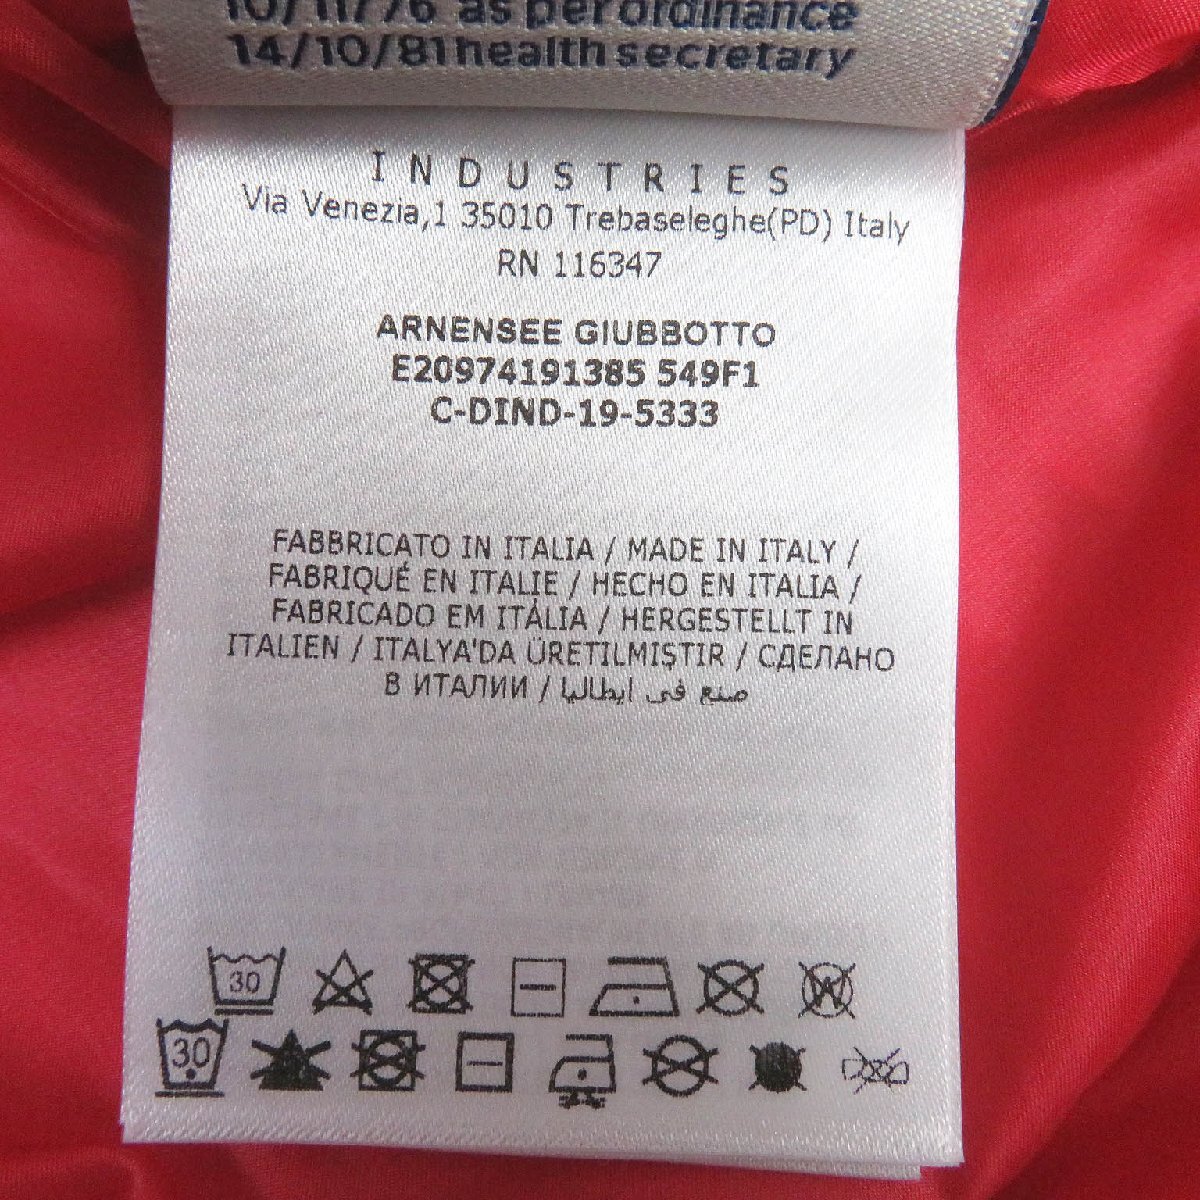 10/11/76 as per ordinance
14/10/81 health secretary
INDUSTRIES
Via Venezia,1 35010 Trebaseleghe(PD) Italy
RN 116347
ARNENSEE GIUBBOTTO
E20974191385 549F1
C-DIND-19-5333
FABBRICATO IN ITALIA / MADE IN ITALY /
FABRIQUÉ EN ITALIE / HECHO EN ITALIA /
FABRICADO EM ITÁLIA / HERGESTELLT IN
ITALIEN / ITALYA'DA ÜRETILMIŞTIR / СДЕЛАНО
В ИТАЛИИ / صنع في ايطاليا
30 W
30